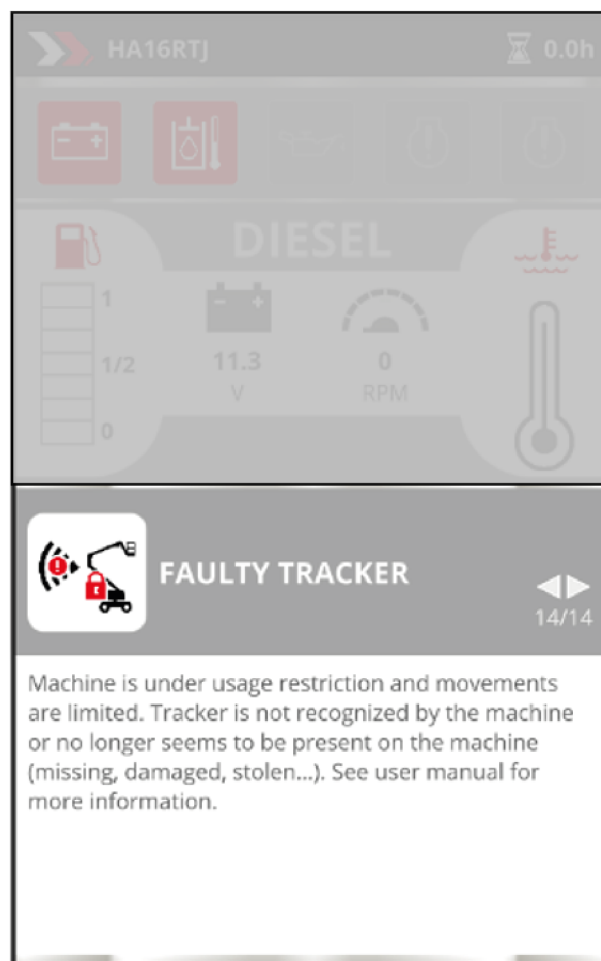 HA16RTJ
0.0h
DIESEL
1
1/2
0
11.3
V
0
RPM
FAULTY TRACKER
14/14
Machine is under usage restriction and movements
are limited. Tracker is not recognized by the machine
or no longer seems to be present on the machine
(missing, damaged, stolen...). See user manual for
more information.